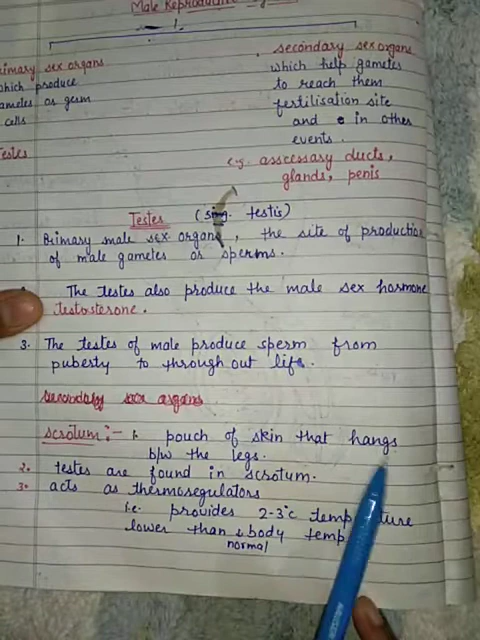 Male Reproductive
Primary sex organs
which produce
gametes or germ
cells
Testes
secondary sex organs
which help gametes
to reach them
fertilisation site
and in other
events.
e.g. asscessary ducts,
glands, penis
Testes (sing. testis)
1. Primary male sex organs, the site of production
of male gametes or sperms.
The testes also produce the male sex hormone
testosterone.
3. The testes of male produce sperm from
puberty to through out life.
Secondary sex organs
Scrotum:- 1. pouch of skin that hangs
b/w the legs.
2. testes are found in scrotum.
3. acts as thermoregulators
i.e. provides 2-3°c temperature
lower than body temp
normal